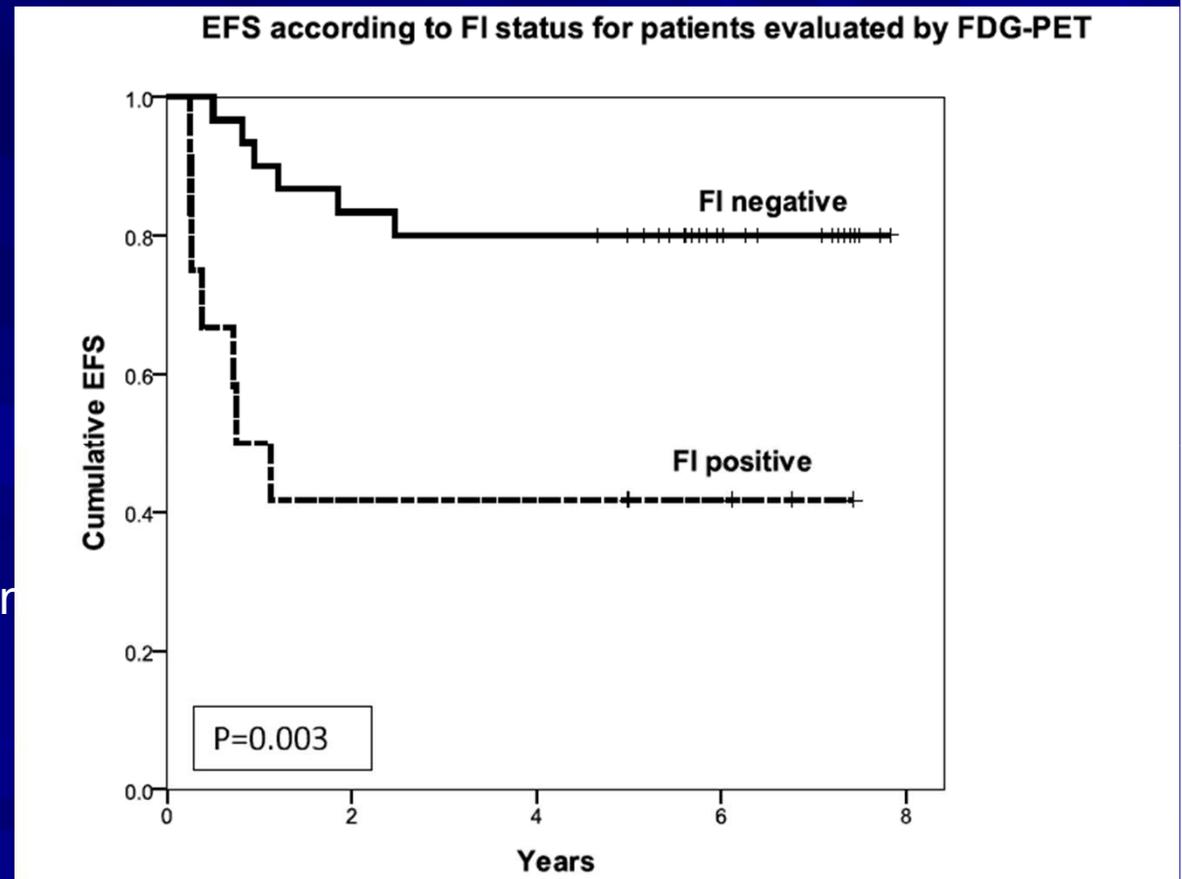 EFS according to FI status for patients evaluated by FDG-PET
1.0
FI negative
0.8
Cumulative EFS
0.6
FI positive
0.4
r
0.2
P=0.003
0.0
0 2 4 6 8
Years